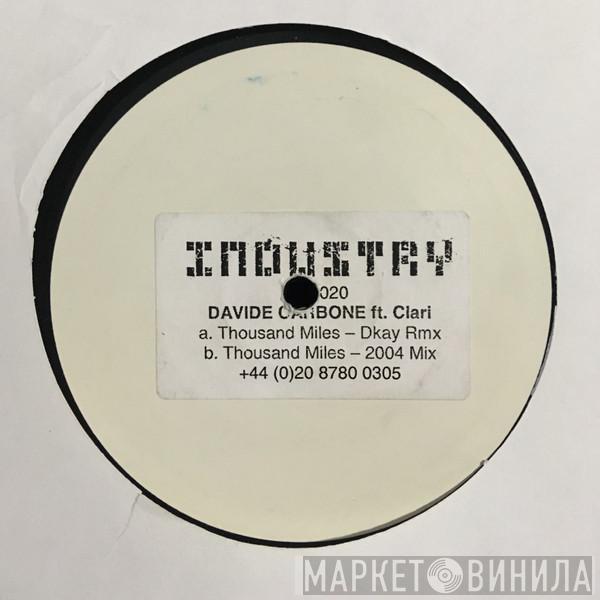 INDUSTRY
020
DAVIDE CARBONE ft. Clari
a. Thousand Miles – Dkay Rmx
b. Thousand Miles – 2004 Mix
+44 (0)20 8780 0305
МАРКЕТ ВИНИЛА